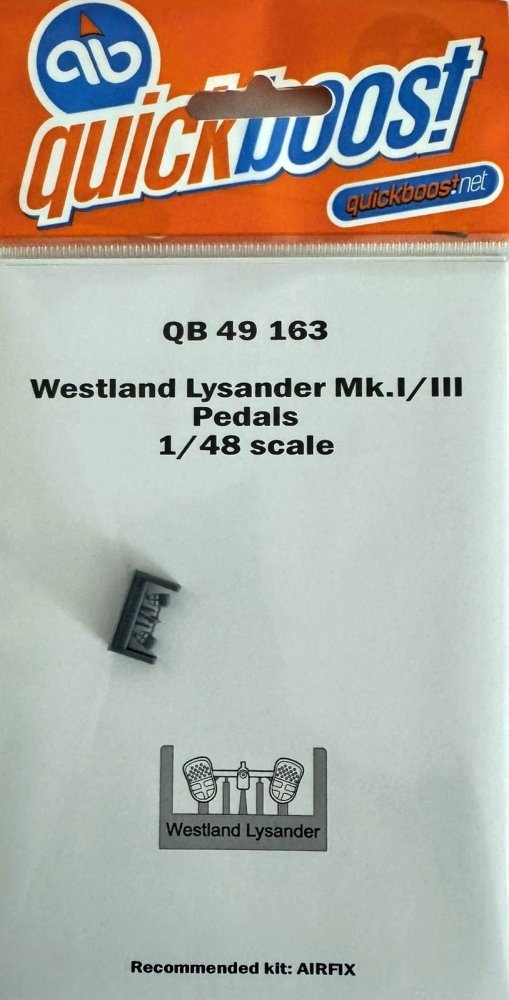 ab
quickboost
quickboost.net
QB 49 163
Westland Lysander Mk.I/III
Pedals
1/48 scale
Westland Lysander
Recommended kit: AIRFIX